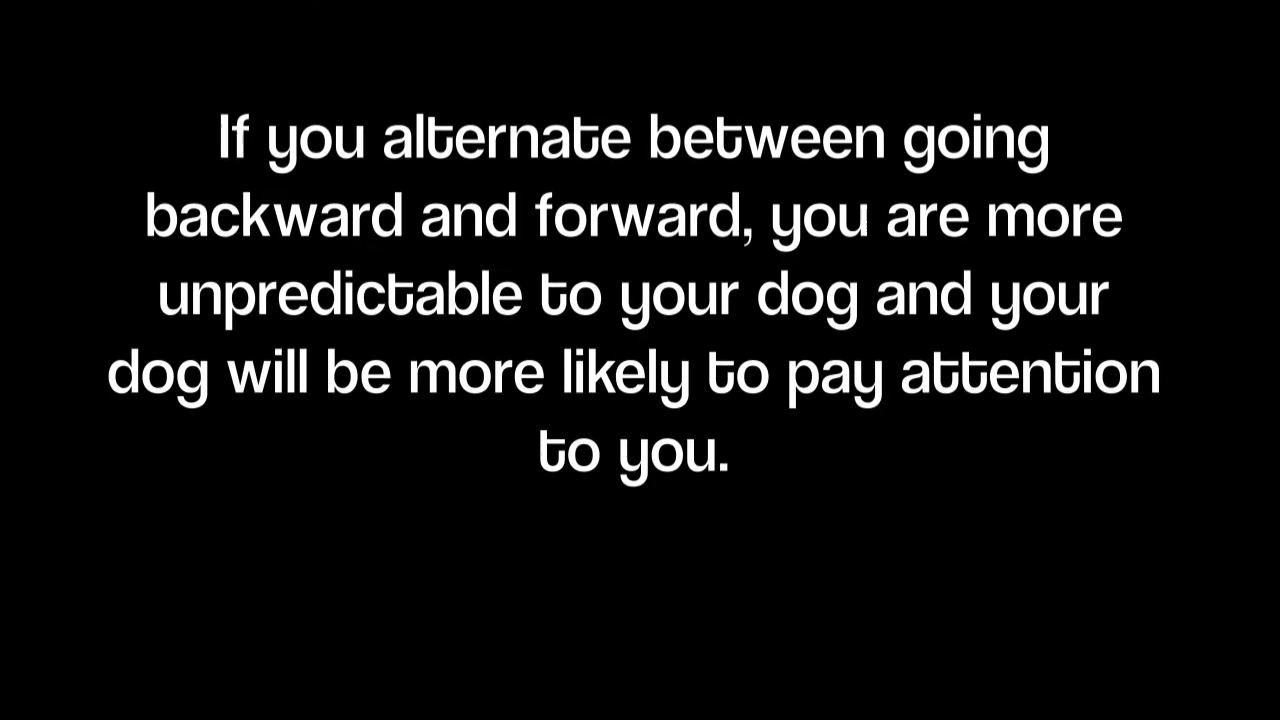 If you alternate between going
backward and forward, you are more
unpredictable to your dog and your
dog will be more likely to pay attention
to you.